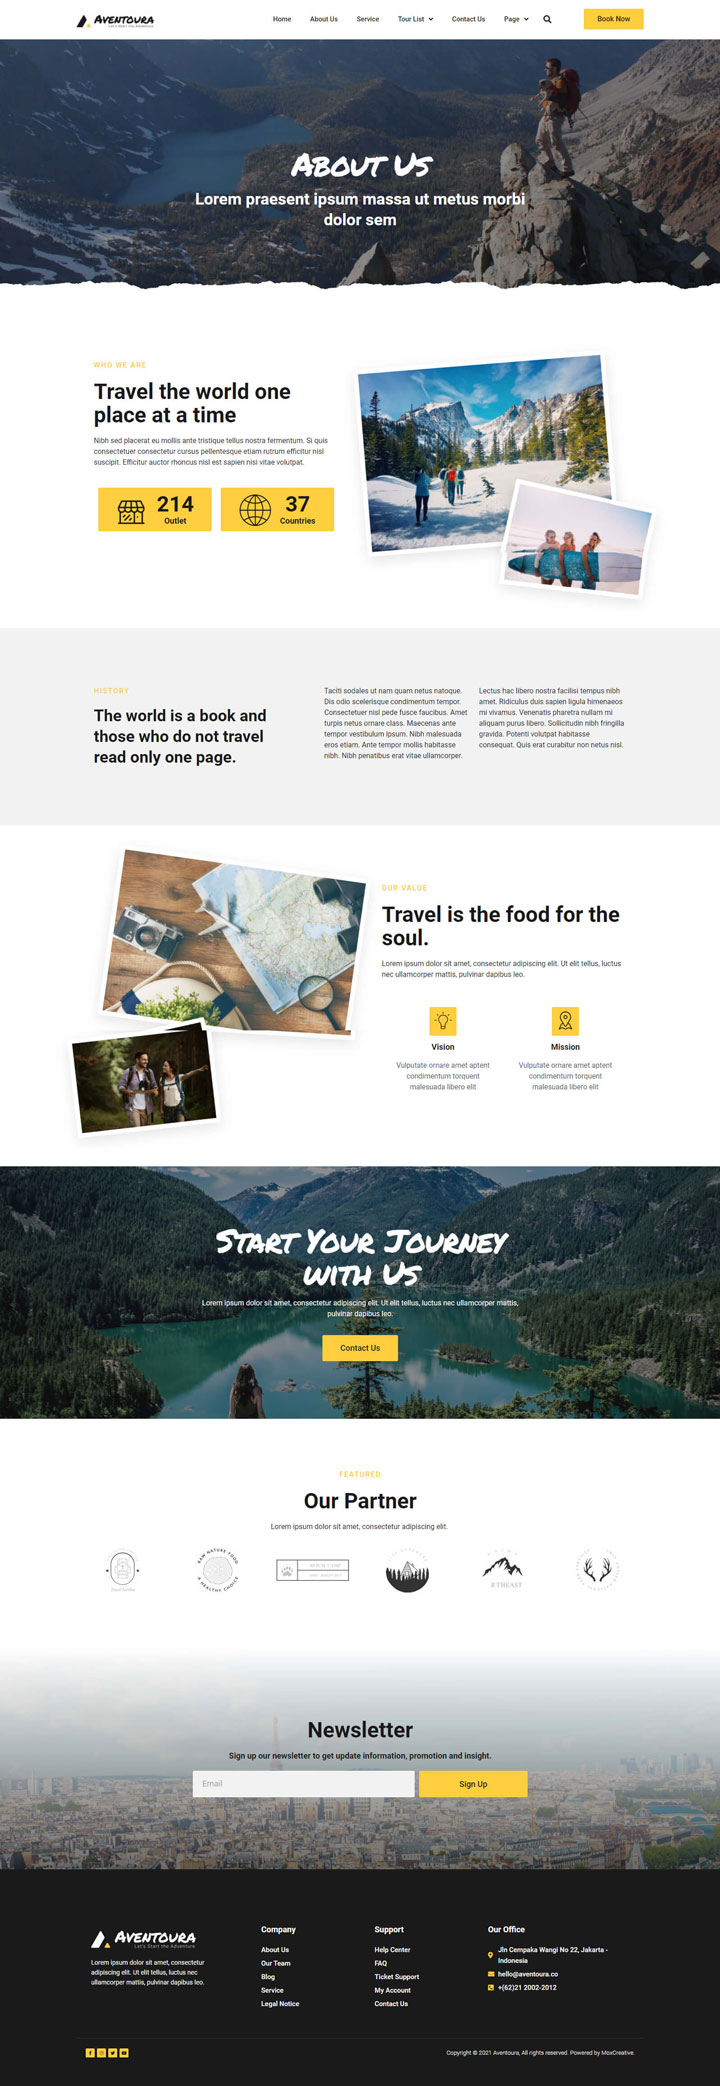 AVENTOURA
Let's Start the Adventure
Home About Us Service Tour List Contact Us Page Book Now
About Us
Lorem praesent ipsum massa ut metus morbi
dolor sem
WHO WE ARE
Travel the world one
place at a time
Nibh sed placerat eu mollis ante tristique tellus nostra fermentum. Si quis
consectetuer consectetur cursus pellentesque etiam rutrum efficitur nisl
suscipit. Efficitur auctor rhoncus nisl est sapien nisi vitae volutpat.
214
Outlet
37
Countries
HISTORY
The world is a book and
those who do not travel
read only one page.
Taciti sodales ut nam quam netus natoque.
Dis odio scelerisque condimentum tempor.
Consectetuer nisl pede fusce faucibus. Amet
turpis netus ornare class. Maecenas ante
tempor vestibulum ipsum. Nibh malesuada
eros etiam. Ante tempor mollis habitasse
nibh. Nibh penatibus erat vitae ullamcorper.
Lectus hac libero nostra facilisi tempus nibh
amet. Ridiculus duis sapien ligula himenaeos
mi vivamus. Venenatis pharetra nullam mi
aliquam purus libero. Sollicitudin nibh fringilla
gravida. Potenti volutpat habitasse
consequat. Quis erat curabitur non netus nisl.
OUR VALUE
Travel is the food for the
soul.
Lorem ipsum dolor sit amet, consectetur adipiscing elit. Ut elit tellus, luctus
nec ullamcorper mattis, pulvinar dapibus leo.
Vision
Vulputate ornare amet aptent
condimentum torquent
malesuada libero elit
Mission
Vulputate ornare amet aptent
condimentum torquent
malesuada libero elit
Start Your Journey
with Us
Lorem ipsum dolor sit amet, consectetur adipiscing elit. Ut elit tellus, luctus nec ullamcorper mattis,
pulvinar dapibus leo.
Contact Us
FEATURED
Our Partner
Lorem ipsum dolor sit amet, consectetur adipiscing elit.
RAW NATURE FOOD
A HEALTHY CHOICE
Newsletter
Sign up our newsletter to get update information, promotion and insight.
Email
Sign Up
AVENTOURA
Let's Start the Adventure
Lorem ipsum dolor sit amet, consectetur
adipiscing elit. Ut elit tellus, luctus nec
ullamcorper mattis, pulvinar dapibus leo.
Company
About Us
Our Team
Blog
Service
Legal Notice
Support
Help Center
FAQ
Ticket Support
My Account
Contact Us
Our Office
Jln Cempaka Wangi No 22, Jakarta -
Indonesia
hello@aventoura.co
+(62)21 2002-2012
Copyright © 2021 Aventoura, All rights reserved. Powered by MoxCreative.